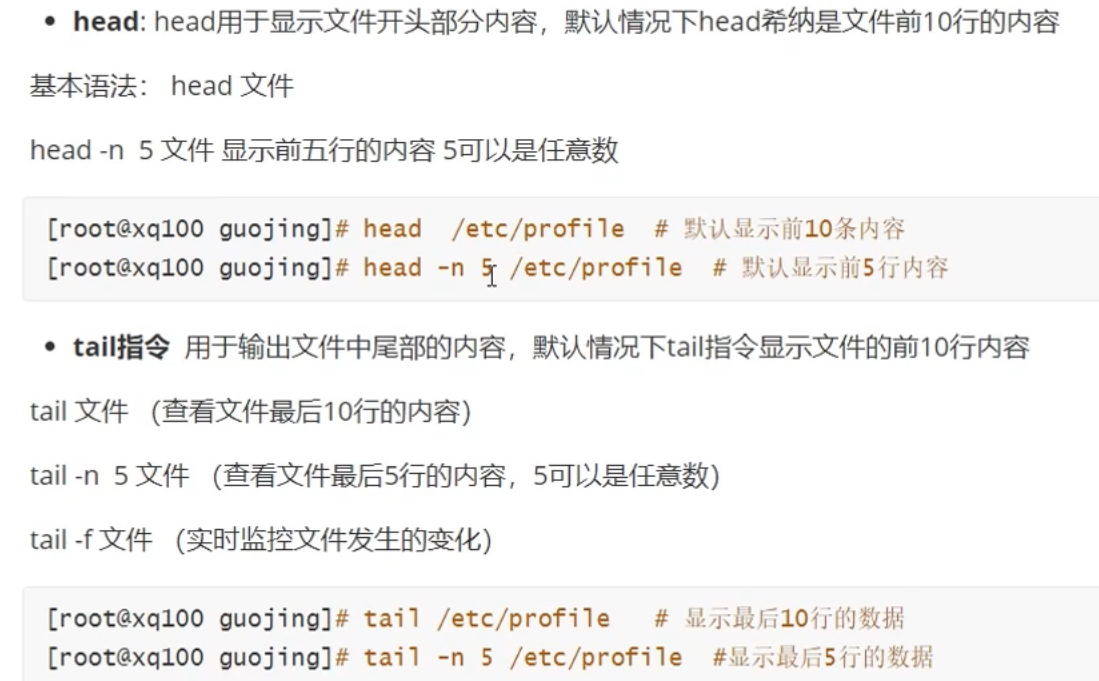 • head: head用于显示文件开头部分内容，默认情况下head希纳是文件前10行的内容
基本语法： head 文件
head -n 5 文件 显示前五行的内容 5可以是任意数
[root@xq100 guojing]# head  /etc/profile  # 默认显示前10条内容
[root@xq100 guojing]# head -n 5 /etc/profile  # 默认显示前5行内容
• tail指令 用于输出文件中尾部的内容，默认情况下tail指令显示文件的前10行内容
tail 文件 （查看文件最后10行的内容）
tail -n 5 文件 （查看文件最后5行的内容，5可以是任意数）
tail -f 文件 （实时监控文件发生的变化）
[root@xq100 guojing]# tail /etc/profile   # 显示最后10行的数据
[root@xq100 guojing]# tail -n 5 /etc/profile  #显示最后5行的数据